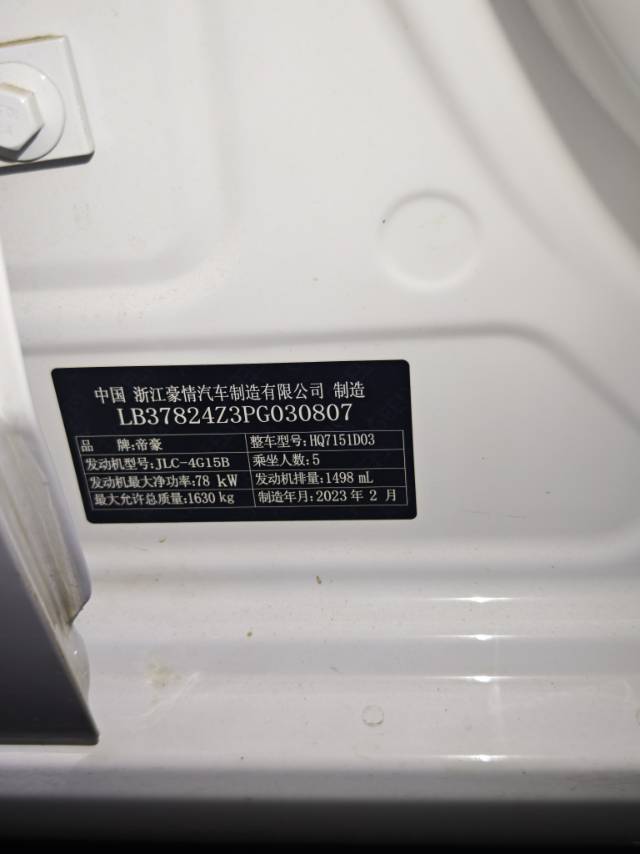 中国 浙江豪情汽车制造有限公司 制造
LB37824Z3PG030807
品 牌:帝豪 整车型号:HQ7151D03
发动机型号:JLC-4G15B 乘坐人数:5
发动机最大净功率:78 kW 发动机排量:1498 mL
最大允许总质量:1630 kg 制造年月:2023 年 2 月